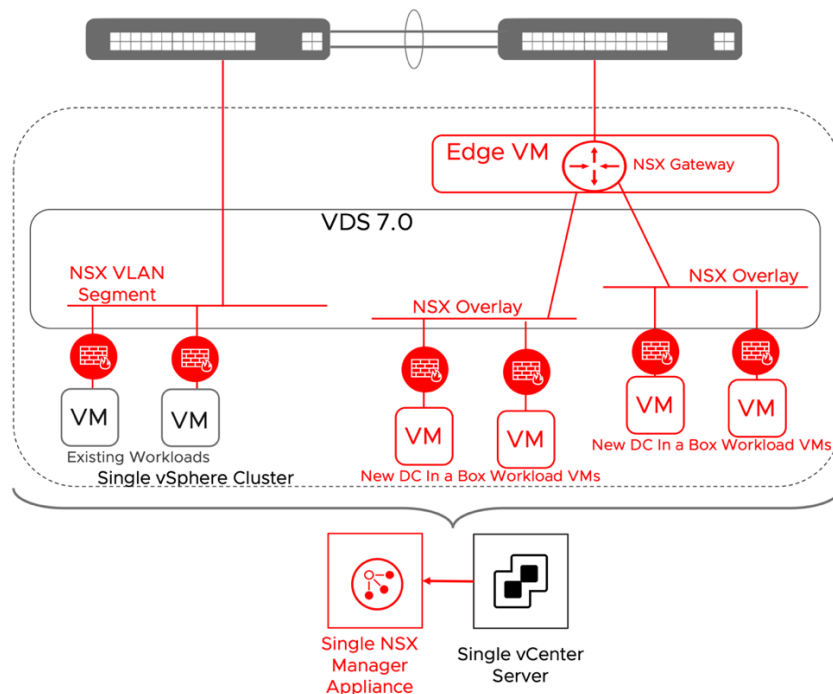 Edge VM
NSX Gateway
VDS 7.0
NSX VLAN
Segment
NSX Overlay
NSX Overlay
VM
VM
VM
VM
VM
VM
Existing Workloads
Single vSphere Cluster
New DC In a Box Workload VMs
New DC In a Box Workload VMs
Single NSX
Manager
Appliance
Single vCenter
Server